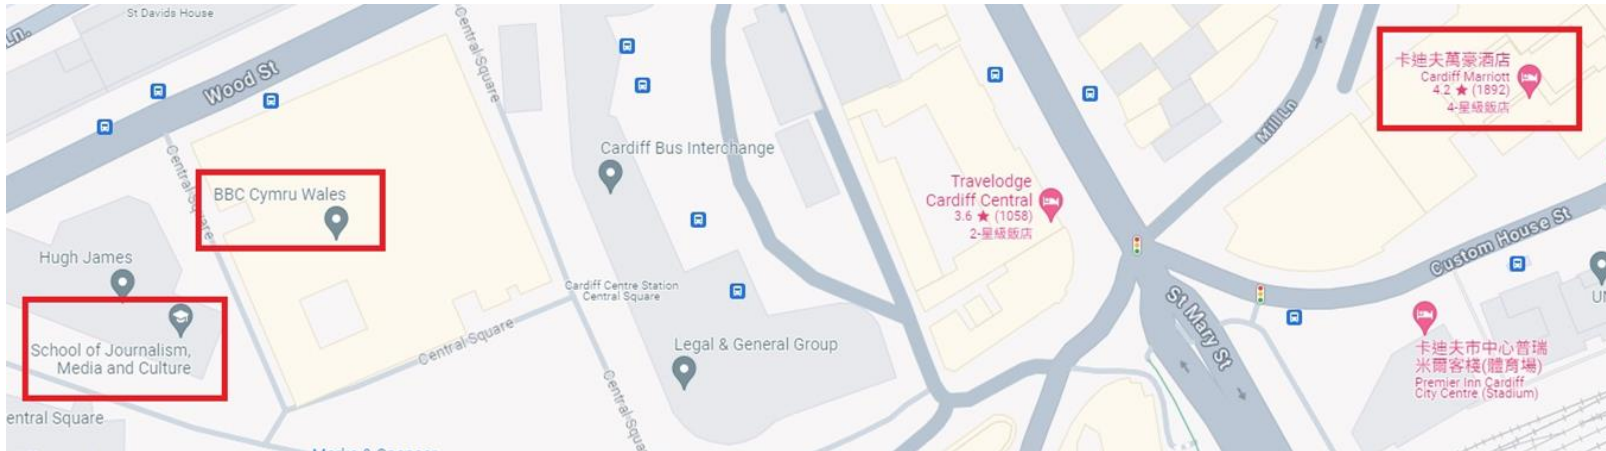 St Davids House
Ln.
Wood St
Central Square
Central Square
BBC Cymru Wales
Hugh James
School of Journalism,
Media and Culture
entral Square
Central Square
Cardiff Bus Interchange
Cardiff Centre Station
Central Square
Legal & General Group
Central Squa
Travelodge
Cardiff Central
3.6 ★ (1058)
2-星級飯店
Mill Ln
卡迪夫萬豪酒店
Cardiff Marriott
4.2 ★ (1892)
4-星級飯店
Custom House St
St Mary St
卡迪夫市中心普瑞
米爾客棧(體育場)
Premier Inn Cardiff
City Centre (Stadium)